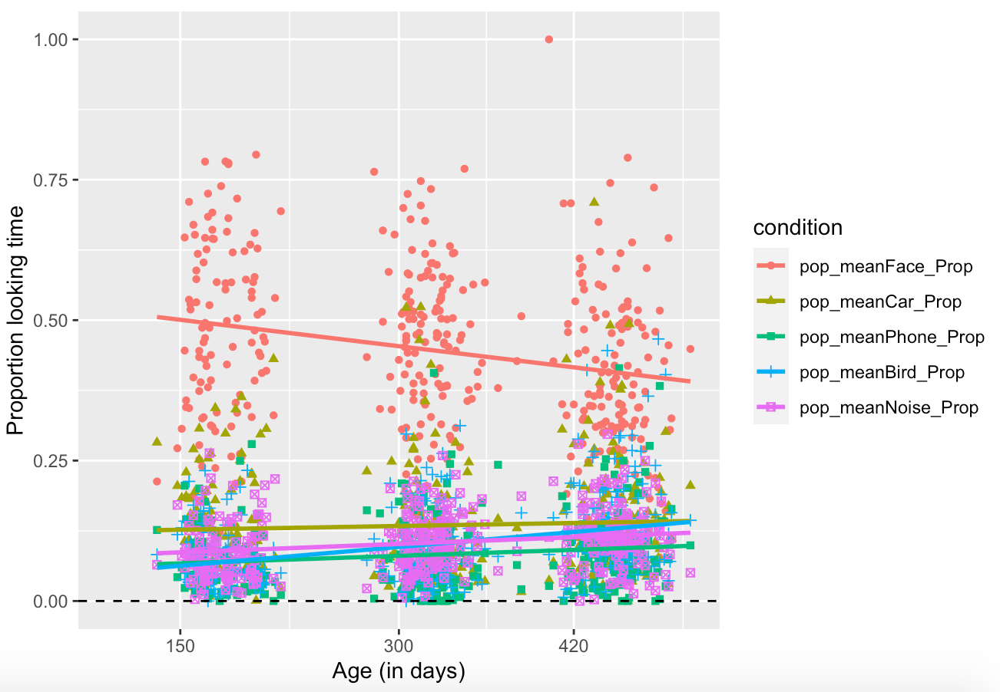 1.00
0.75
0.50
0.25
0.00
Proportion looking time
150
300
420
Age (in days)
condition
pop_meanFace_Prop
pop_meanCar_Prop
pop_meanPhone_Prop
pop_meanBird_Prop
pop_meanNoise_Prop